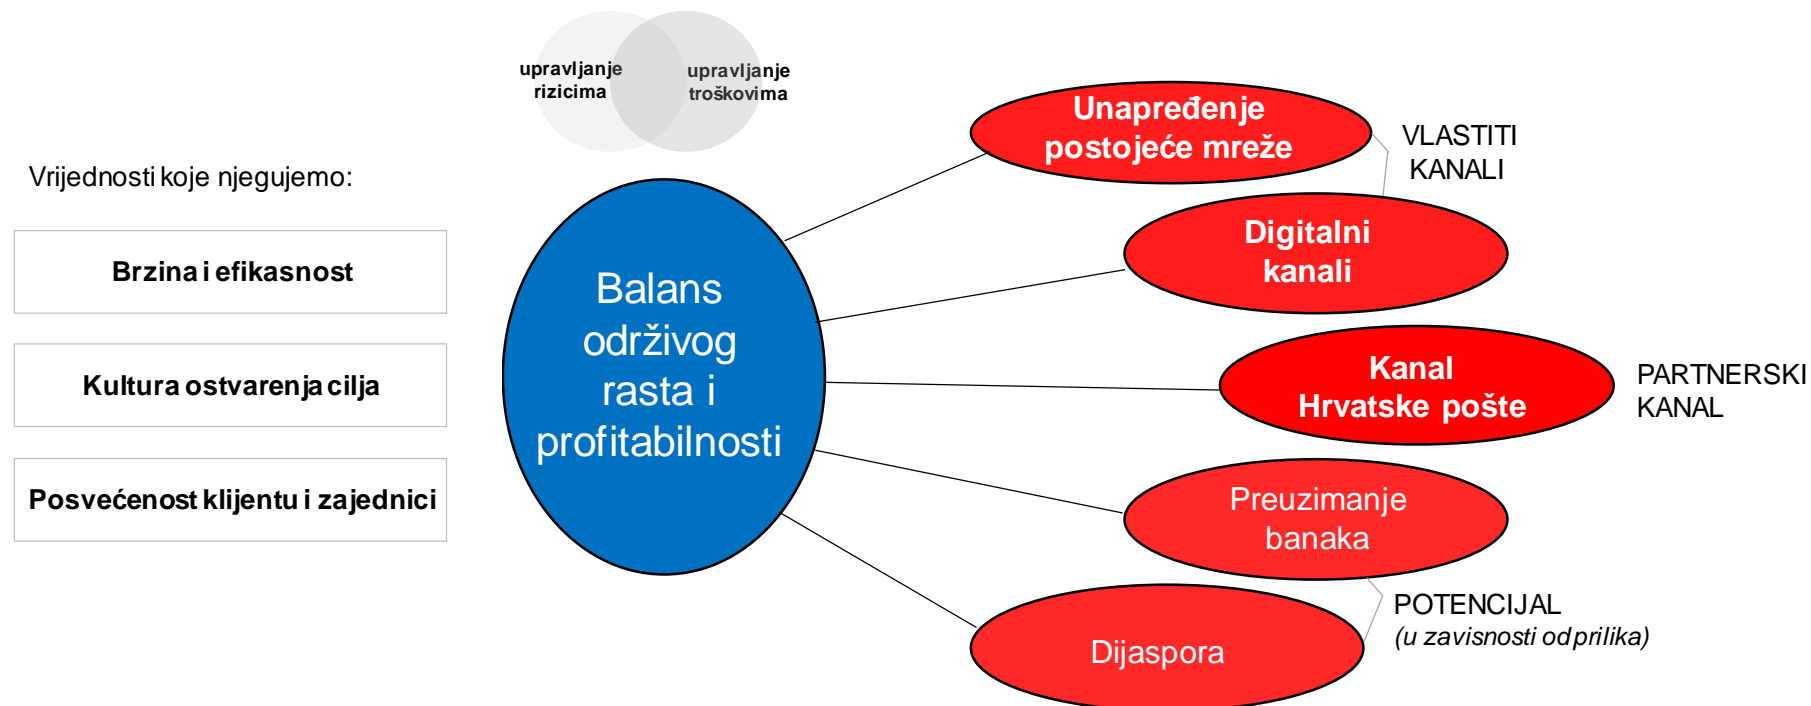 upravljanje
rizicima
upravljanje
troškovima
Vrijednosti koje njegujemo:
Brzina i efikasnost
Kultura ostvarenja cilja
Posvećenost klijentu i zajednici
Balans
održivog
rasta i
profitabilnosti
Unapređenje
postojeće mreže
VLASTITI
KANALI
Digitalni
kanali
Kanal
Hrvatske pošte
PARTNERSKI
KANAL
Preuzimanje
banaka
POTENCIJAL
(u zavisnosti od prilika)
Dijaspora